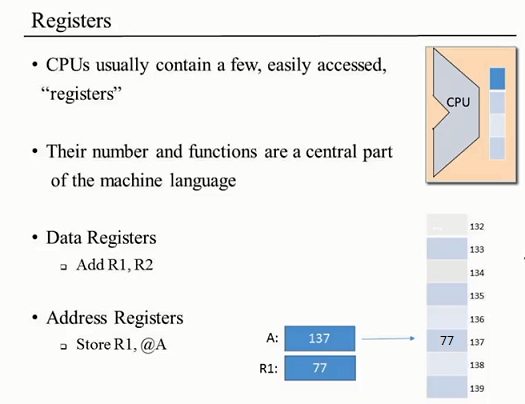 Registers
• CPUs usually contain a few, easily accessed,
“registers”
CPU
• Their number and functions are a central part
of the machine language
• Data Registers
Add R1, R2
• Address Registers
Store R1, @A
A: 137
R1: 77
... 132
133
134
135
136
77 137
138
139